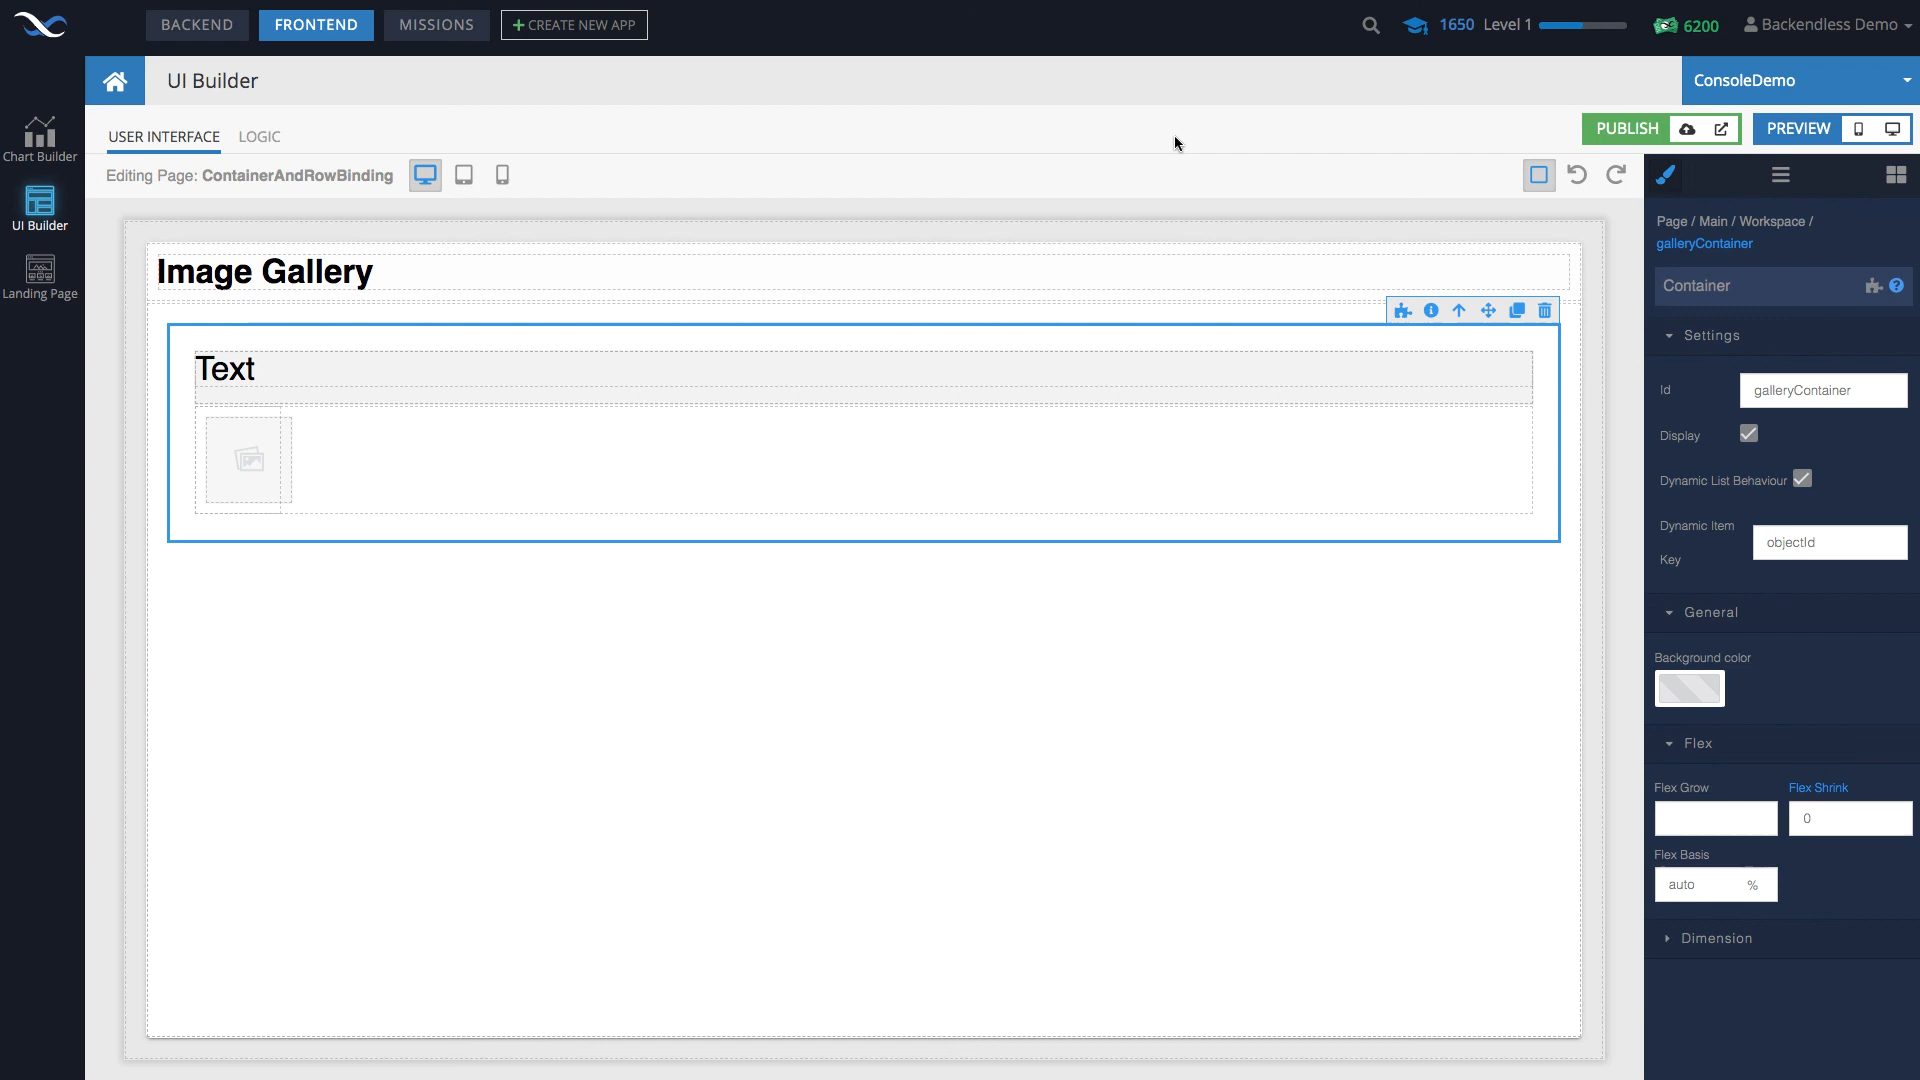 BACKEND
FRONTEND
MISSIONS
CREATE NEW APP
1650 Level 1
6200
Backendless Demo
UI Builder
ConsoleDemo
USER INTERFACE
LOGIC
PUBLISH
PREVIEW
Chart Builder
UI Builder
Landing Page
Editing Page: ContainerAndRowBinding
Image Gallery
Text
Page / Main / Workspace /
galleryContainer
Container
Settings
Id
galleryContainer
Display
Dynamic List Behaviour
Dynamic Item
Key
objectId
General
Background color
Flex
Flex Grow
Flex Shrink
0
Flex Basis
auto
%
Dimension